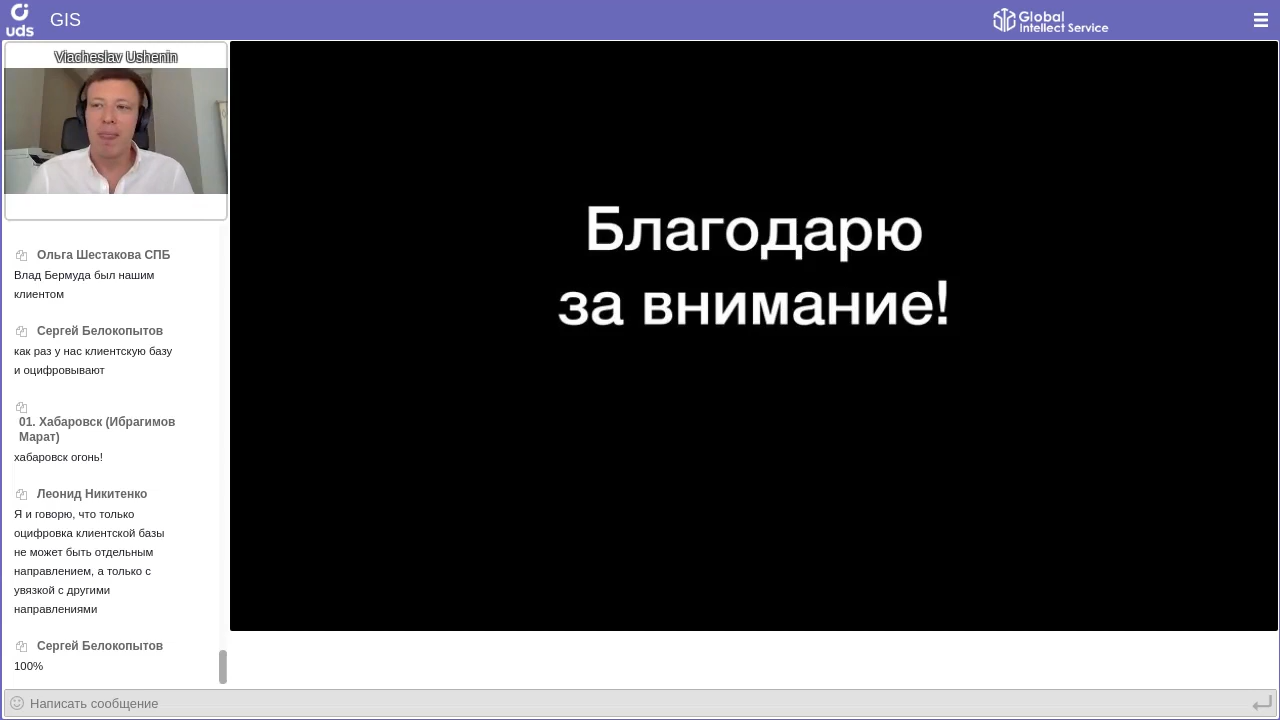 uds
GIS
Global
Intellect Service
Viacheslav Ushenin
Благодарю
за внимание!
Ольга Шестакова СПБ
Влад Бермуда был нашим
клиентом
Сергей Белокопытов
как раз у нас клиентскую базу
и оцифровывают
01. Хабаровск (Ибрагимов
Марат)
хабаровск огонь!
Леонид Никитенко
Я и говорю, что только
оцифровка клиентской базы
не может быть отдельным
направлением, а только с
увязкой с другими
направлениями
Сергей Белокопытов
100%
Написать сообщение